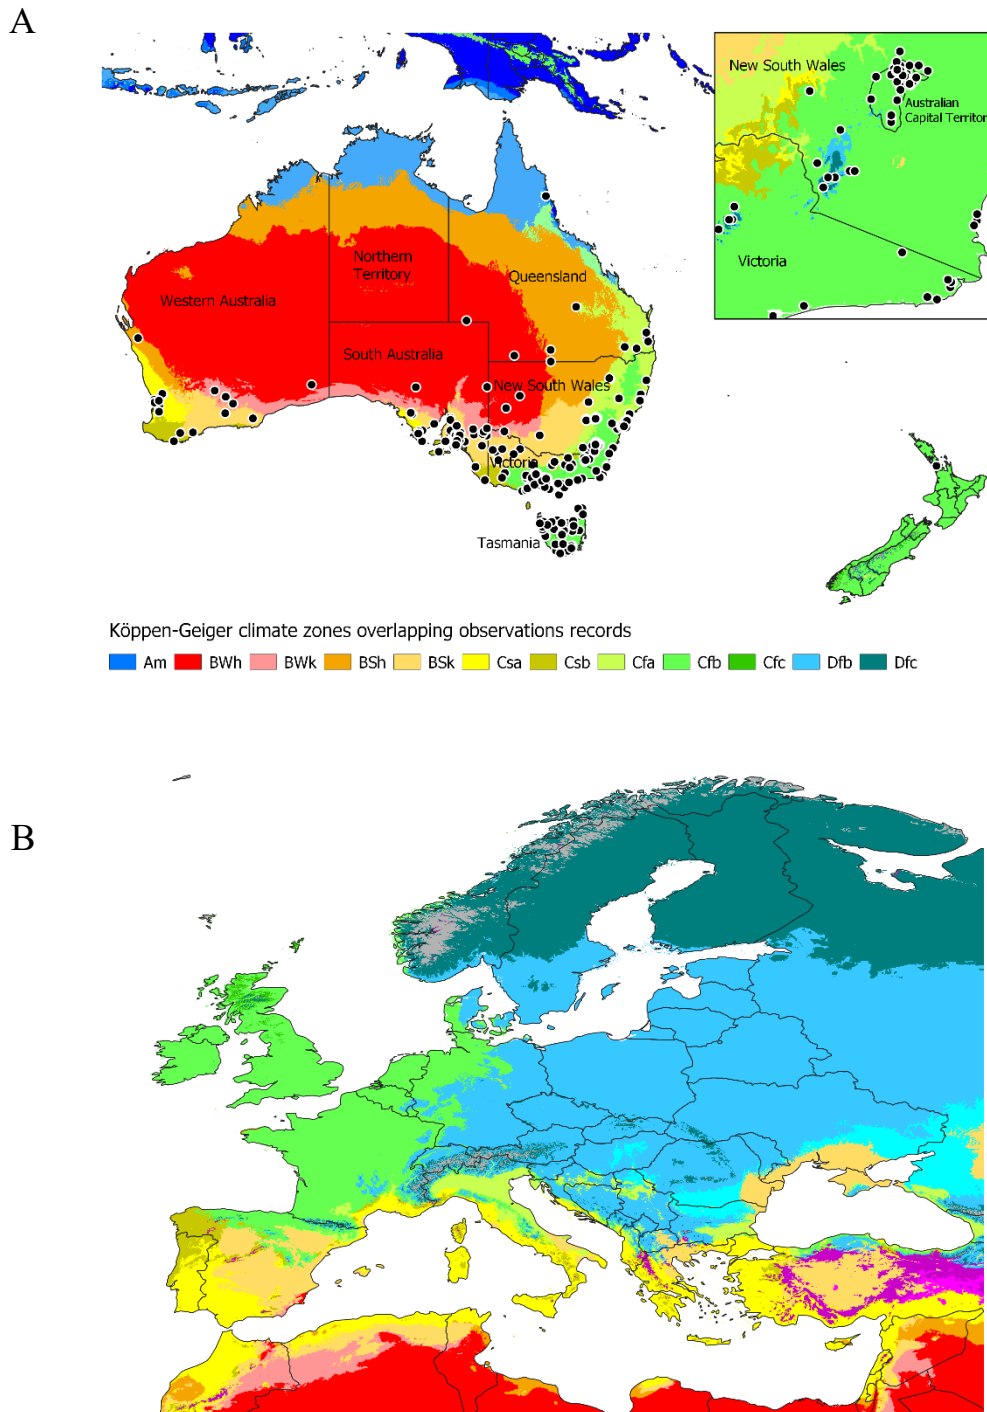 A
New South Wales
Australian
Capital Territor
Victoria
Northern
Territory
Queensland
Western Australia
South Australia
New South Wales
Victoria
Tasmania
Köppen-Geiger climate zones overlapping observations records
Am BWh BWk BSh BSk Csa Csb Cfa Cfb Cfc Dfb Dfc
B